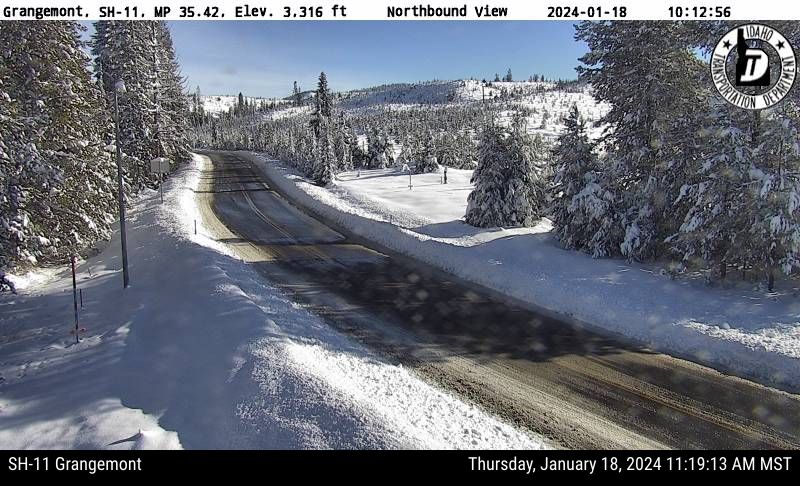 Grangemont, SH-11, MP 35.42, Elev. 3,316 ft Northbound View 2024-01-18 10:12:56
IDAHO
TRANSPORTATION DEPARTMENT
SH-11 Grangemont Thursday, January 18, 2024 11:19:13 AM MST